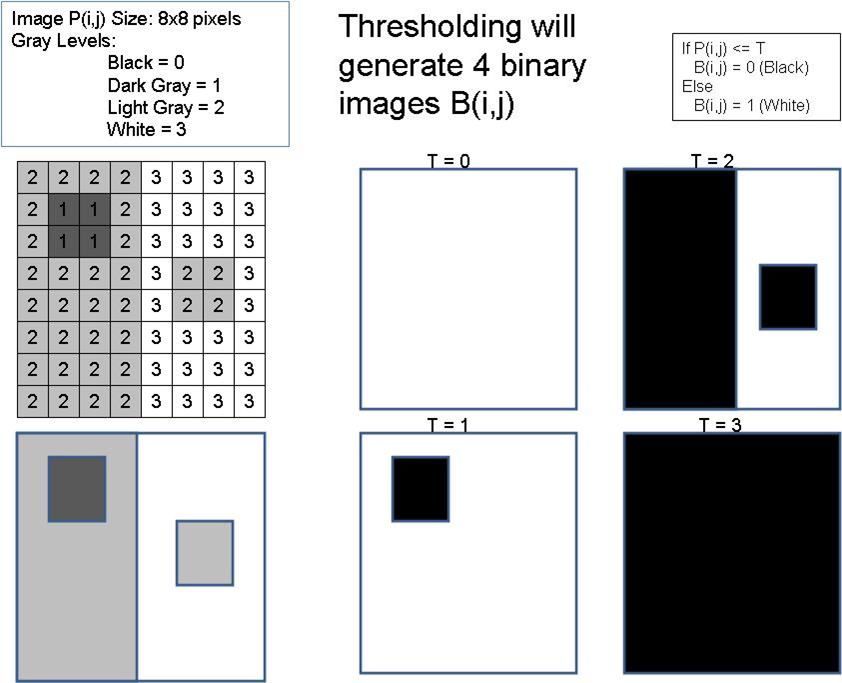 Image P(i,j) Size: 8x8 pixels
Gray Levels:
Black = 0
Dark Gray = 1
Light Gray = 2
White = 3
Thresholding will
generate 4 binary
images B(i,j)
If P(i,j) <= T
B(i,j) = 0 (Black)
Else
B(i,j) = 1 (White)
2 2 2 2 3 3 3 3
2 1 1 2 3 3 3 3
2 1 1 2 3 3 3 3
2 2 2 2 3 2 2 3
2 2 2 2 3 2 2 3
2 2 2 2 3 3 3 3
2 2 2 2 3 3 3 3
2 2 2 2 3 3 3 3
T = 0
T = 2
T = 1
T = 3